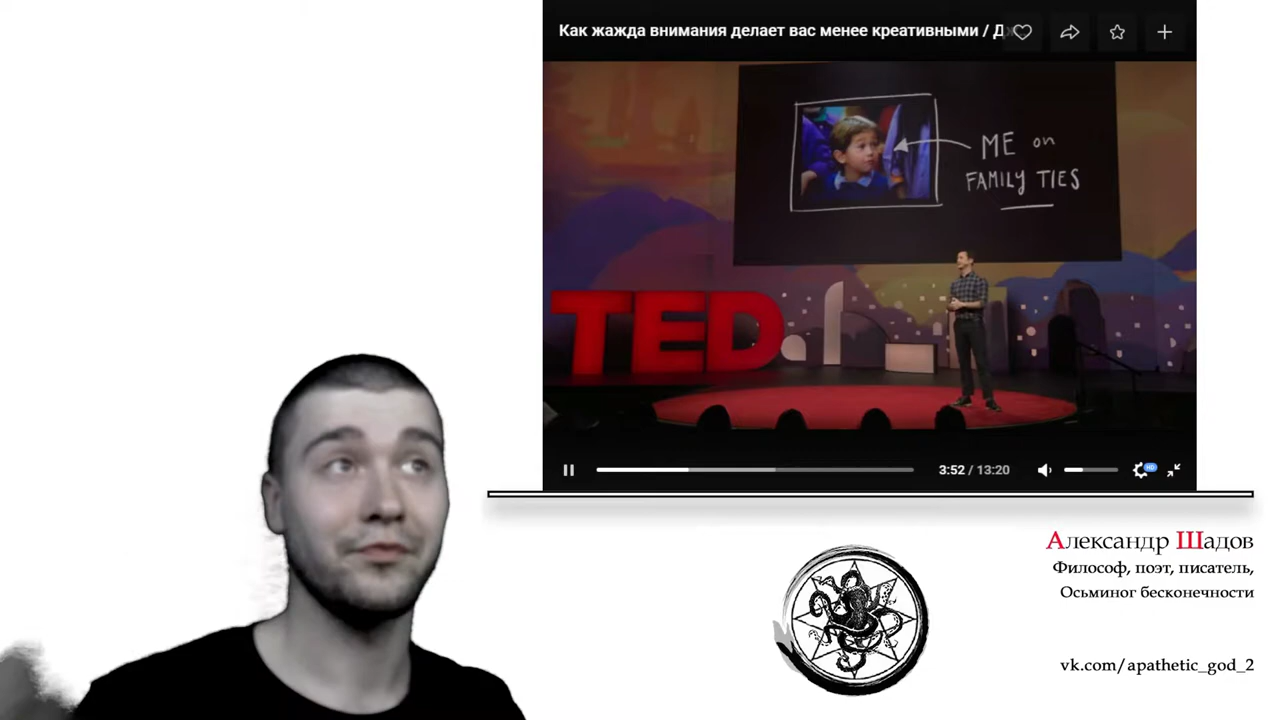 Как жажда внимания делает вас менее креативными /
ME on
FAMILY TIES
TED
3:52 / 13:20
HD
Александр Шадов
Философ, поэт, писатель,
Осьминог бесконечности
vk.com/apathetic_god_2